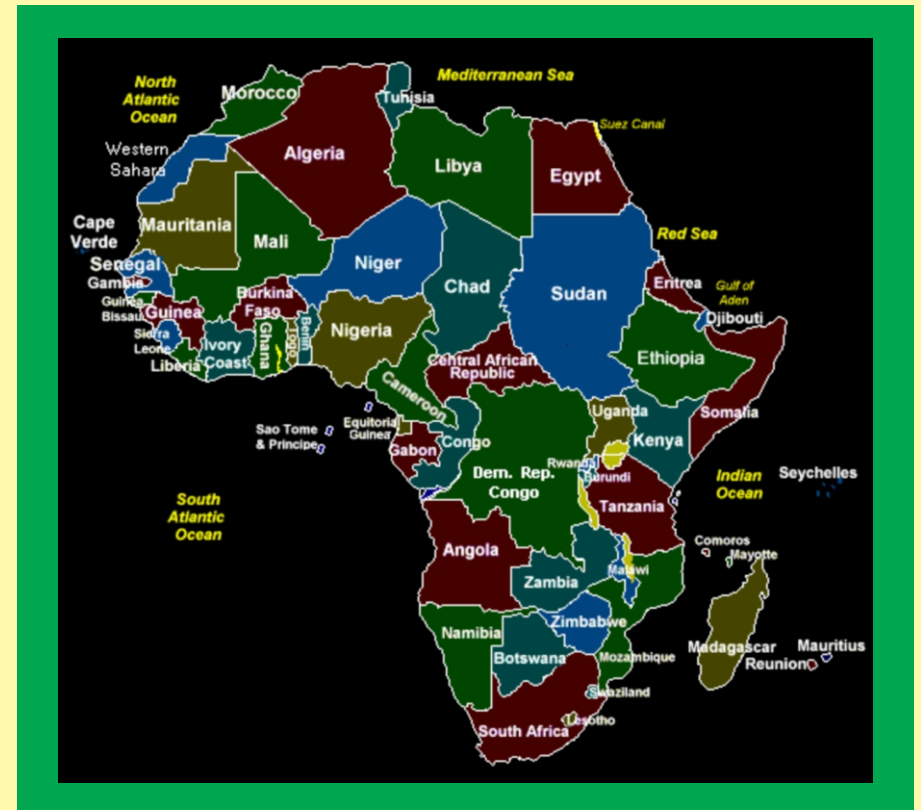 Mediterranean Sea
North
Atlantic
Ocean
Morocco
Tunisia
Suez Canal
Western
Sahara
Algeria
Libya
Egypt
Cape
Verde
Mauritania
Mali
Niger
Chad
Sudan
Red Sea
Senegal
Gambia
Guinea
Bissau
Guinea
Burkina
Faso
Eritrea
Gulf of
Aden
Djibouti
Sierra
Leone
Liberia
Ivory
Coast
Ghana
Togo
Benin
Nigeria
Central African
Republic
Ethiopia
Cameroon
Uganda
Somalia
Kenya
Sao Tome
& Principe
Equitorial
Guinea
Gabon
Congo
Dem. Rep.
Congo
Rwanda
Burundi
Tanzania
Indian
Ocean
Seychelles
South
Atlantic
Ocean
Angola
Zambia
Malawi
Comoros
Mayotte
Namibia
Zimbabwe
Botswana
Mozambique
Madagascar
Mauritius
Reunion
Swaziland
Lesotho
South Africa